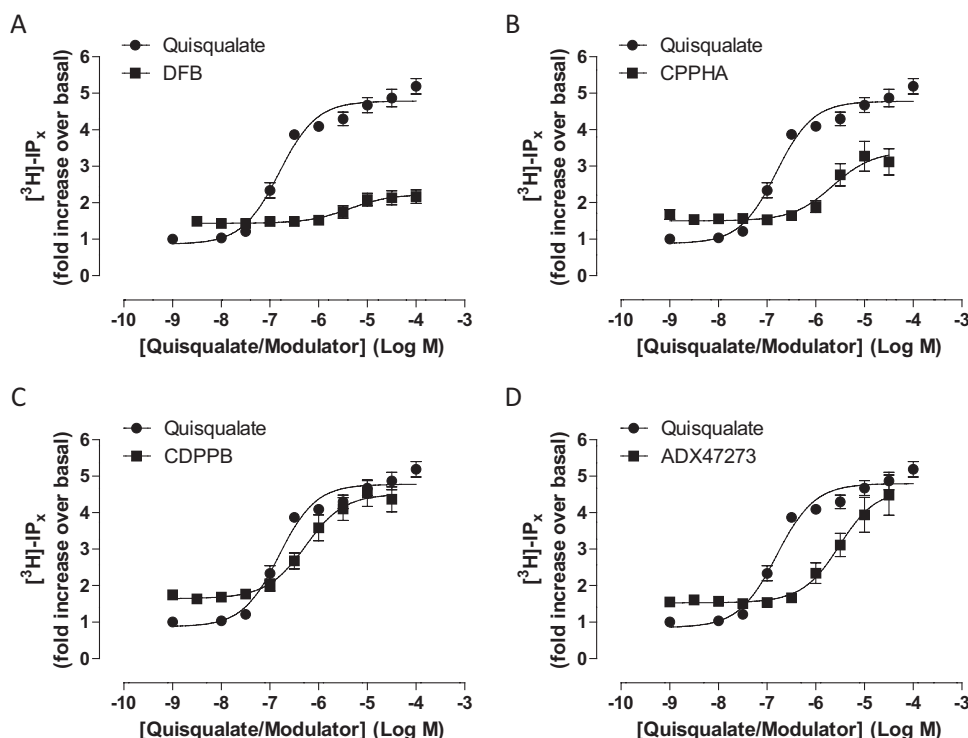 A
Quisqualate
DFB
[³H]-IPₓ
(fold increase over basal)
6
5
4
3
2
1
0
-10 -9 -8 -7 -6 -5 -4 -3
[Quisqualate/Modulator] (Log M)
B
Quisqualate
CPPHA
[³H]-IPₓ
(fold increase over basal)
6
5
4
3
2
1
0
-10 -9 -8 -7 -6 -5 -4 -3
[Quisqualate/Modulator] (Log M)
C
Quisqualate
CDPPB
[³H]-IPₓ
(fold increase over basal)
6
5
4
3
2
1
0
-10 -9 -8 -7 -6 -5 -4 -3
[Quisqualate/Modulator] (Log M)
D
Quisqualate
ADX47273
[³H]-IPₓ
(fold increase over basal)
6
5
4
3
2
1
0
-10 -9 -8 -7 -6 -5 -4 -3
[Quisqualate/Modulator] (Log M)